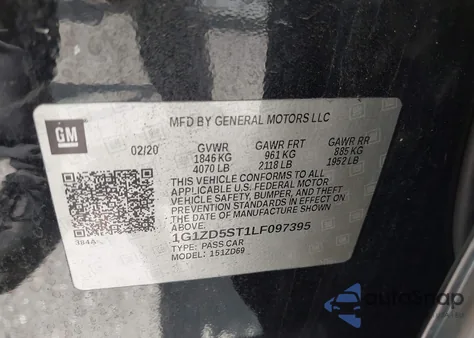 MFD BY GENERAL MOTORS LLC
GM
02/20 GVWR GAWR FRT GAWR RR
1846 KG 961 KG 885 KG
4070 LB 2118 LB 1952 LB
THIS VEHICLE CONFORMS TO ALL
APPLICABLE U.S. FEDERAL MOTOR
VEHICLE SAFETY, BUMPER, AND THEFT
PREVENTION STANDARDS IN EFFECT ON
THE DATE OF MANUFACTURE SHOWN ABOVE.
1G1ZD5ST1LF097395
TYPE: PASS CAR
MODEL: 151ZD69
autoSnap